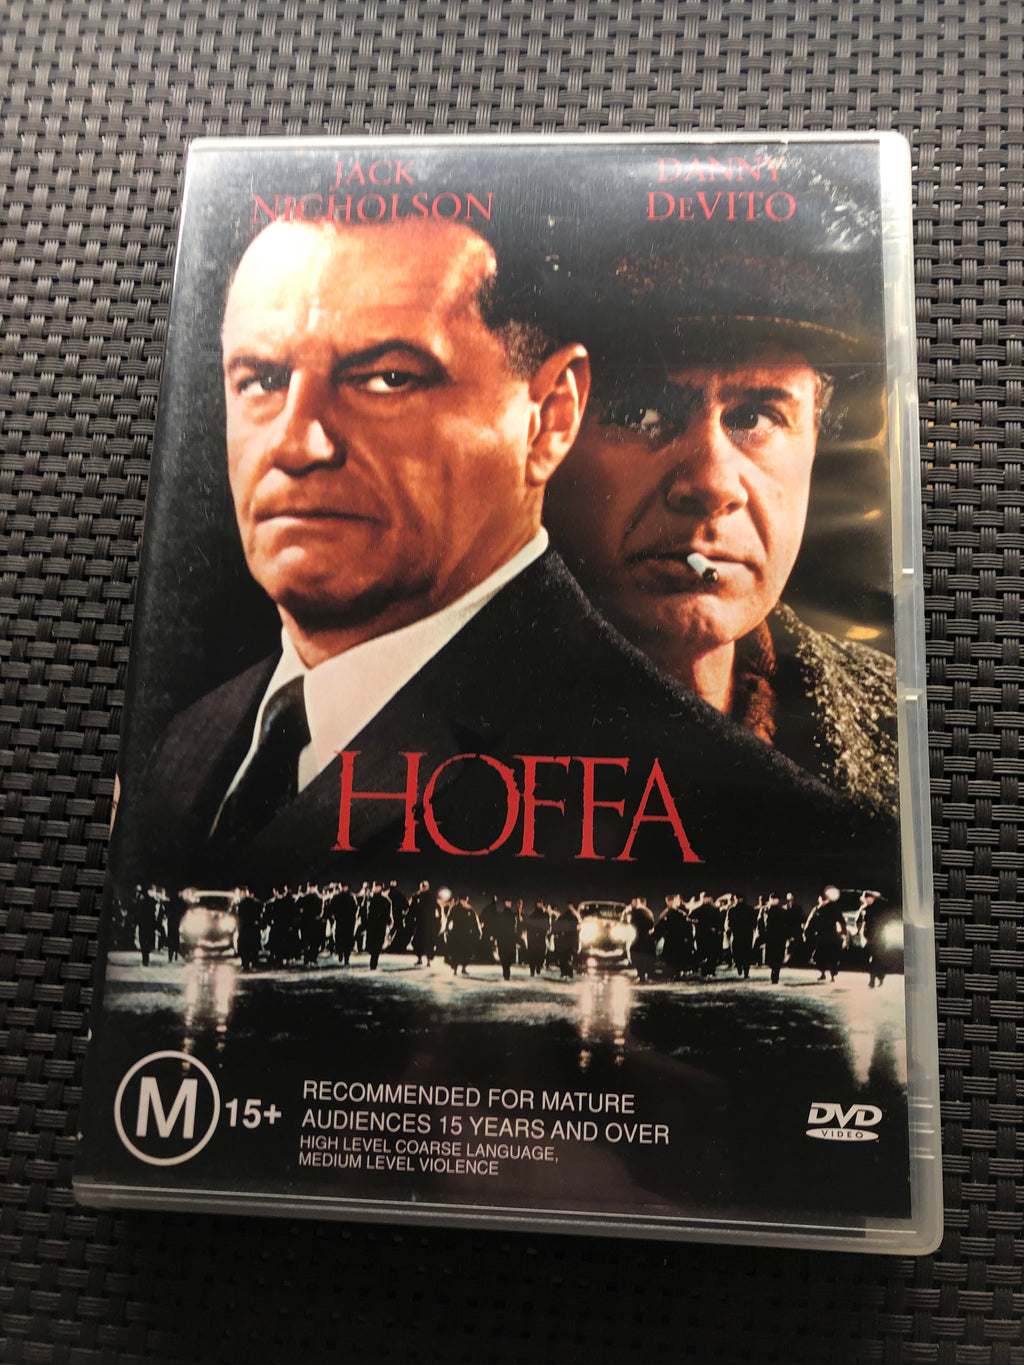 JACK
NICHOLSON
DANNY
DeVITO
HOFFA
M 15+
RECOMMENDED FOR MATURE
AUDIENCES 15 YEARS AND OVER
HIGH LEVEL COARSE LANGUAGE,
MEDIUM LEVEL VIOLENCE
DVD
VIDEO